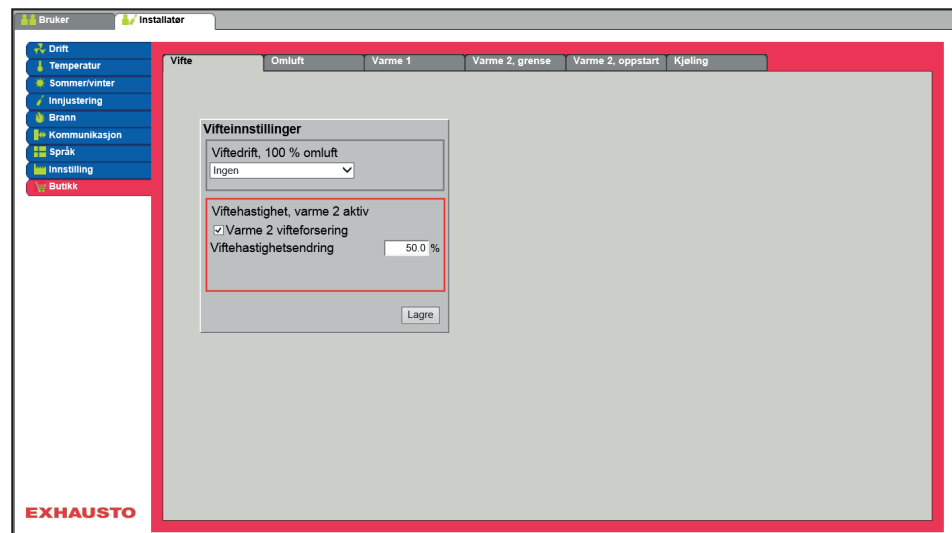 Bruker
Installatør
Drift
Temperatur
Sommer/vinter
Innjustering
Brann
Kommunikasjon
Språk
Innstilling
Butikk
Vifte
Omluft
Varme 1
Varme 2, grense
Varme 2, oppstart
Kjøling
Vifteinnstillinger
Viftedrift, 100 % omluft
Ingen
Viftehastighet, varme 2 aktiv
Varme 2 vifteforsering
Viftehastighetsendring 50.0 %
Lagre
EXHAUSTO